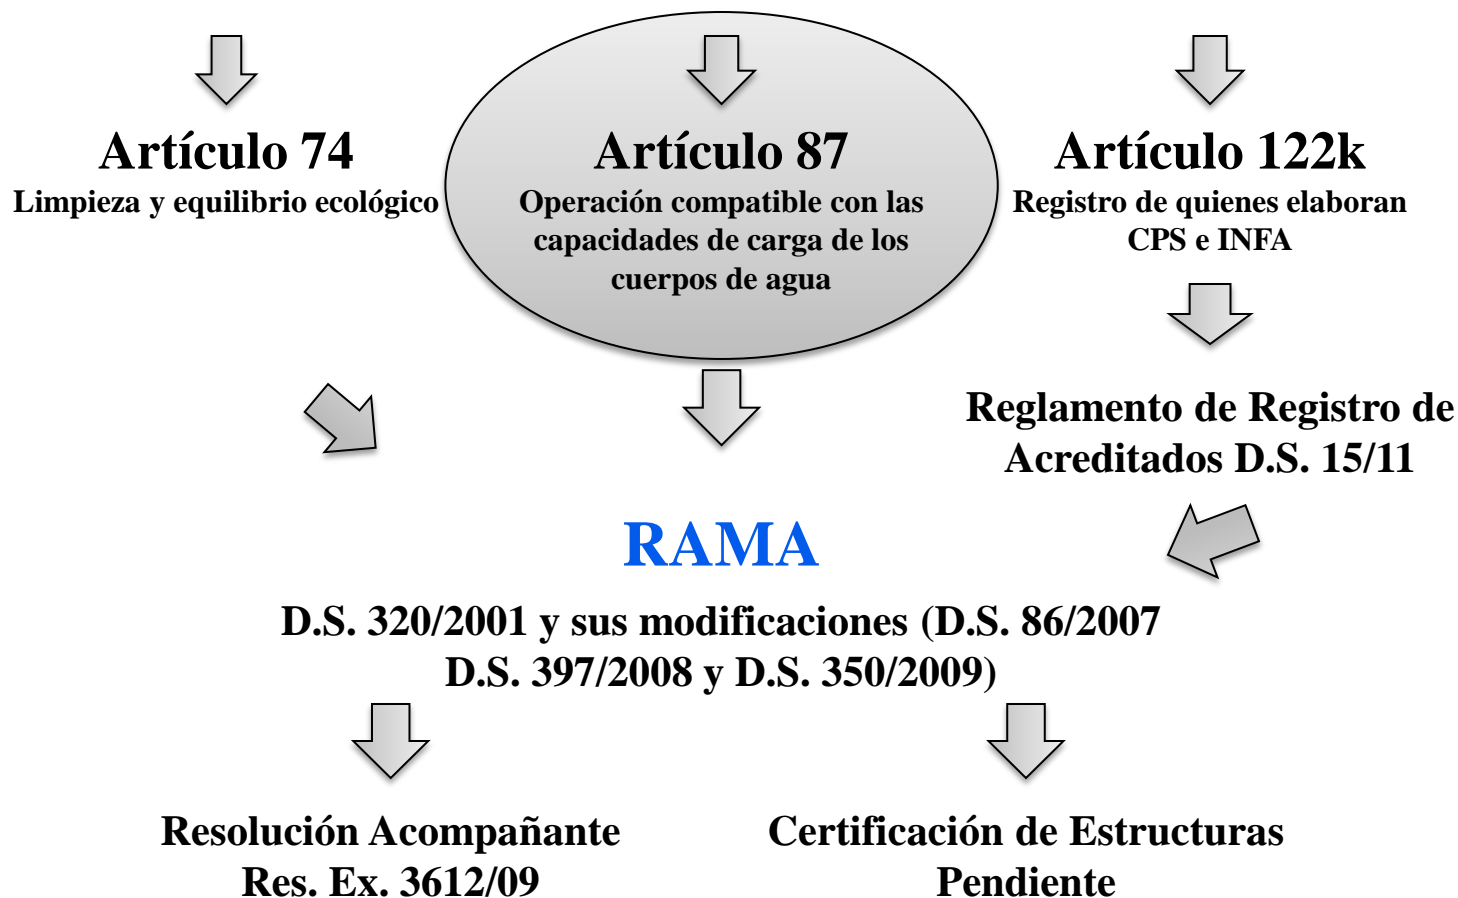 Artículo 74
Limpieza y equilibrio ecológico
Artículo 87
Operación compatible con las
capacidades de carga de los
cuerpos de agua
Artículo 122k
Registro de quienes elaboran
CPS e INFA
Reglamento de Registro de
Acreditados D.S. 15/11
RAMA
D.S. 320/2001 y sus modificaciones (D.S. 86/2007
D.S. 397/2008 y D.S. 350/2009)
Resolución Acompañante
Res. Ex. 3612/09
Certificación de Estructuras
Pendiente